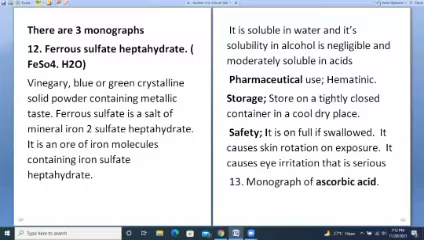 There are 3 monographs
12. Ferrous sulfate heptahydrate. (
FeSo4. H2O)
Vinegary, blue or green crystalline
solid powder containing metallic
taste. Ferrous sulfate is a salt of
mineral iron 2 sulfate heptahydrate.
It is an ore of iron molecules
containing iron sulfate
heptahydrate.
It is soluble in water and it’s
solubility in alcohol is negligible and
moderately soluble in acids
Pharmaceutical use; Hematinic.
Storage; Store on a tightly closed
container in a cool dry place.
Safety; It is on full if swallowed. It
causes skin rotation on exposure. It
causes eye irritation that is serious
13. Monograph of ascorbic acid.
Type here to search
7:12 PM